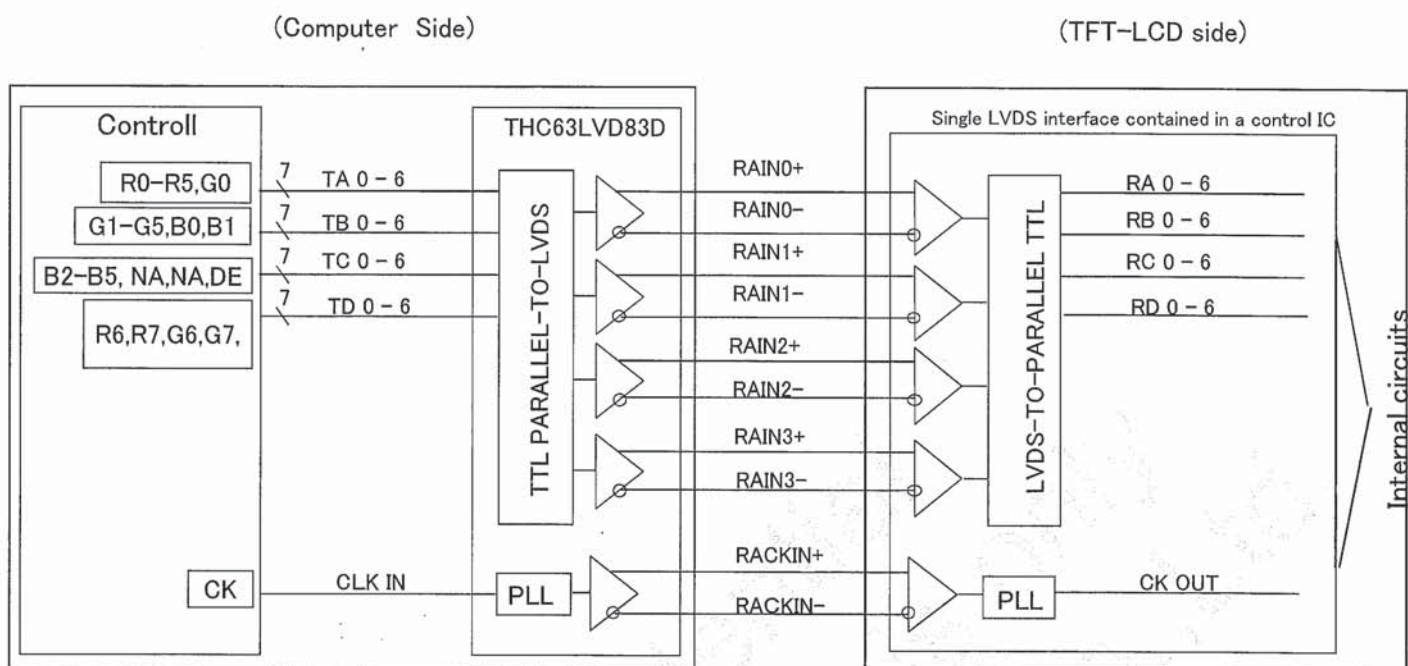 (Computer Side)
(TFT-LCD side)
Controll
THC63LVD83D
Single LVDS interface contained in a control IC
R0-R5,G0
7
TA 0-6
RAIN0+
RA 0-6
G1-G5,B0,B1
7
TB 0-6
RAIN0-
RB 0-6
B2-B5, NA,NA,DE
7
TC 0-6
RAIN1+
RC 0-6
R6,R7,G6,G7,
7
TD 0-6
RAIN1-
RD 0-6
TTL PARALLEL-TO-LVDS
LVDS-TO-PARALLEL TTL
RAIN2+
RAIN2-
RAIN3+
RAIN3-
Internal circuits
CK
CLK IN
PLL
RACKIN+
RACKIN-
PLL
CK OUT